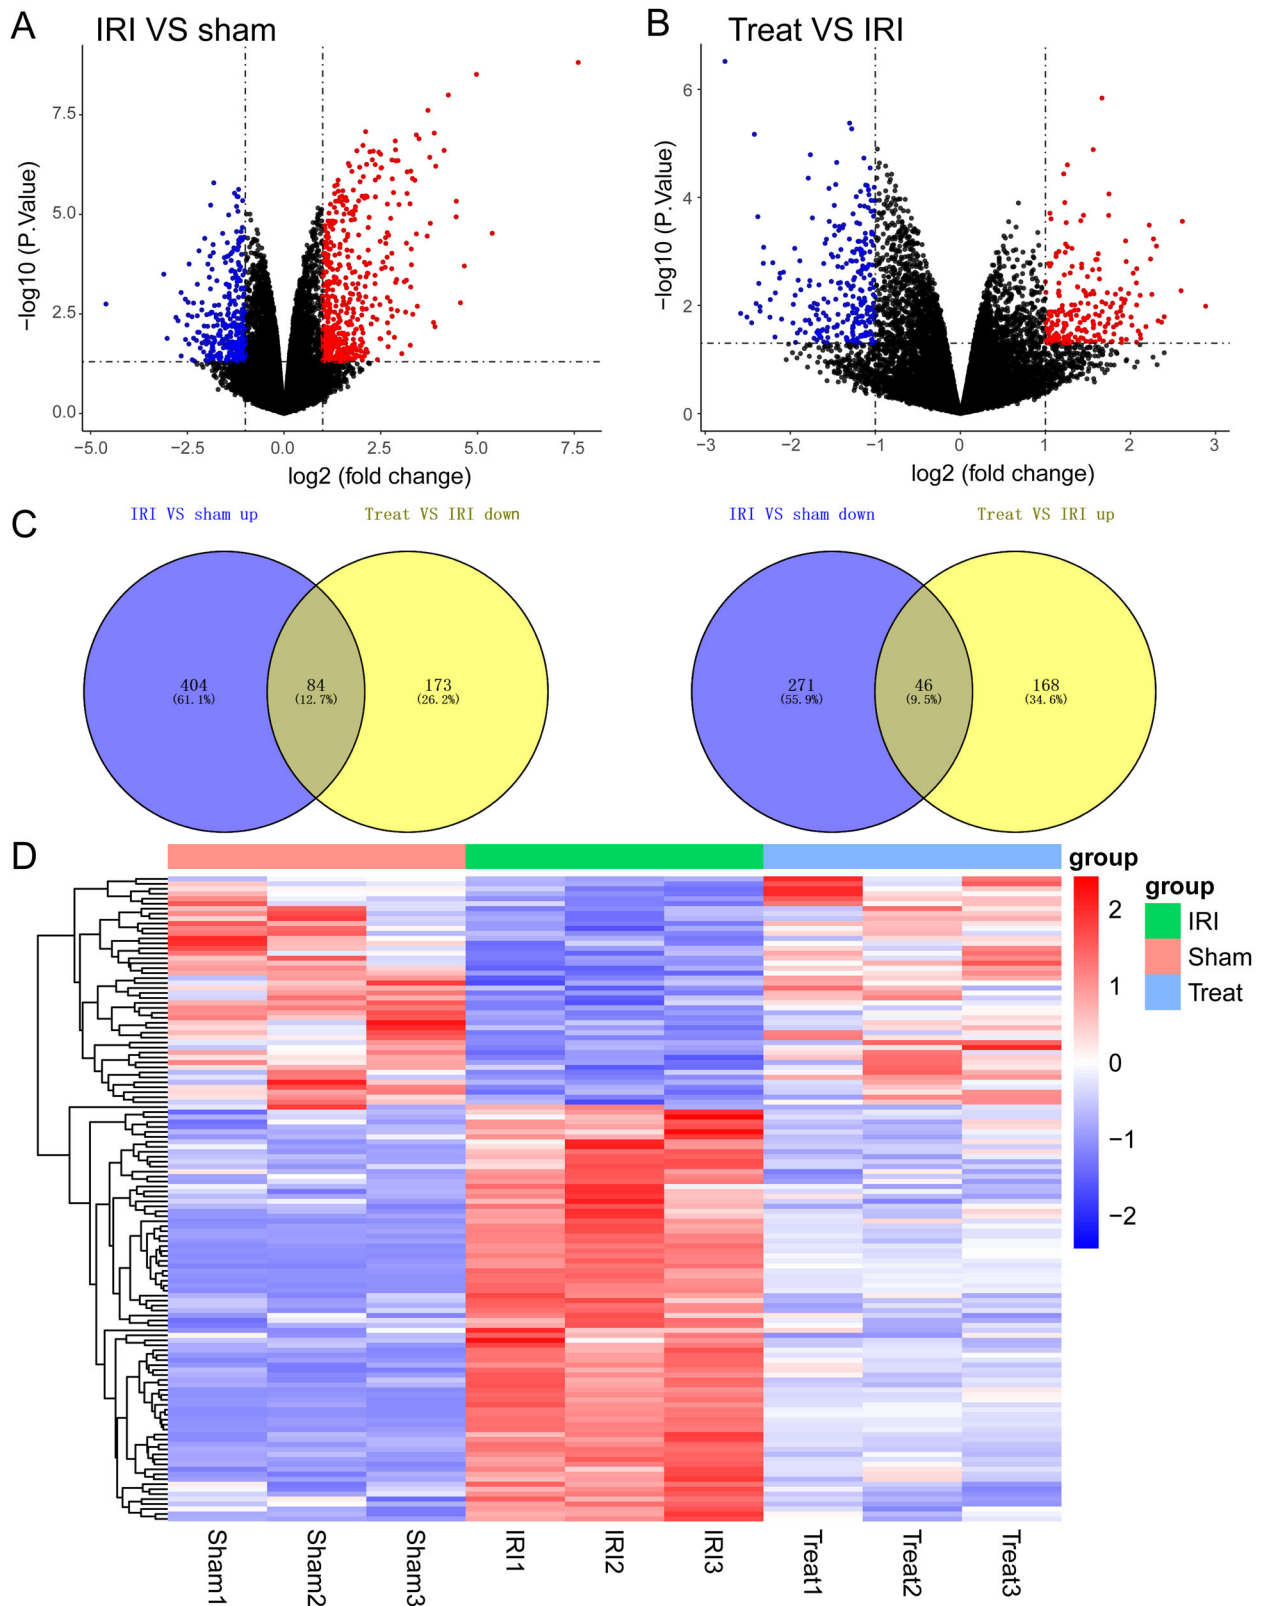 A IRI VS sham
−log10 (P.Value)
7.5
5.0
2.5
0.0
−5.0 −2.5 0.0 2.5 5.0 7.5
log2 (fold change)
B Treat VS IRI
−log10 (P.Value)
6
4
2
0
−3 −2 −1 0 1 2 3
log2 (fold change)
C
IRI VS sham up Treat VS IRI down
404 84 173
(61.1%) (12.7%) (26.2%)
IRI VS sham down Treat VS IRI up
271 46 168
(55.9%) (9.5%) (34.6%)
D
group
2
1
0
−1
−2
group
IRI
Sham
Treat
Sham1 Sham2 Sham3 IRI1 IRI2 IRI3 Treat1 Treat2 Treat3